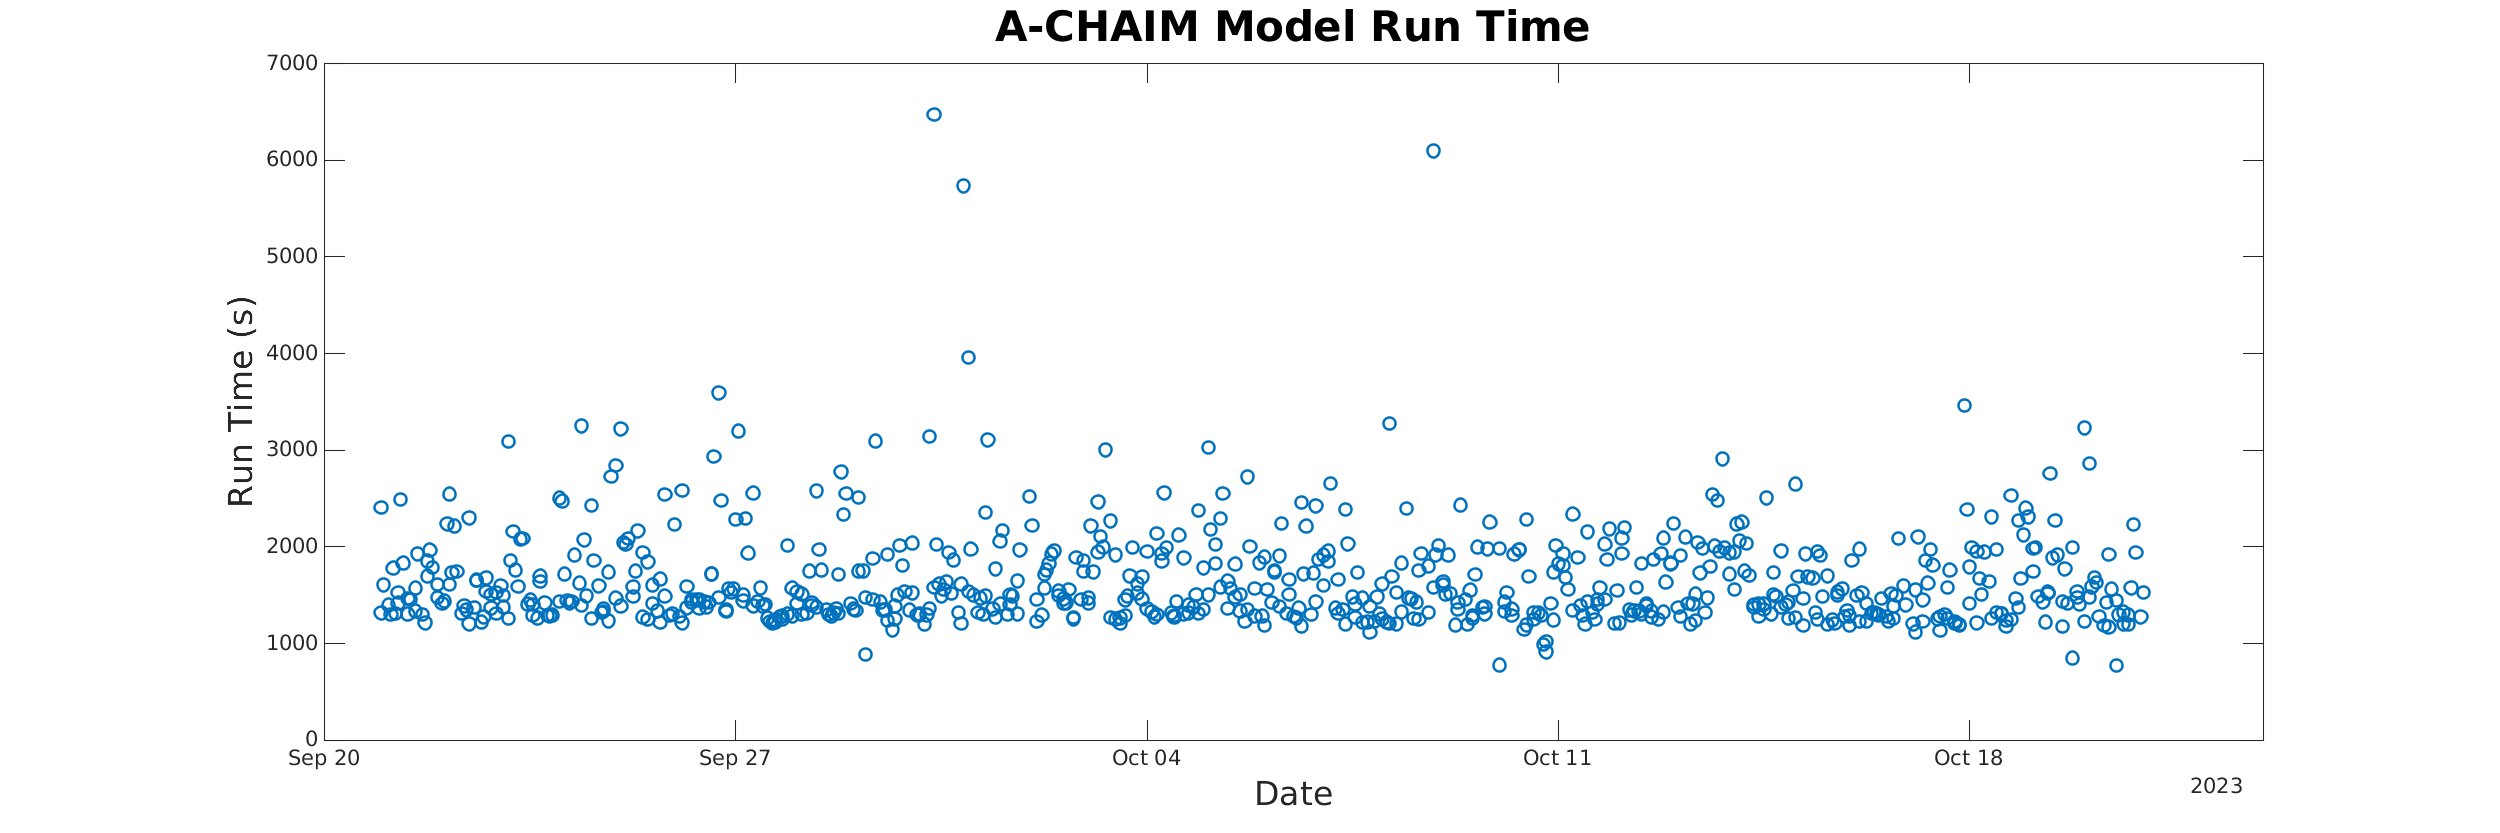 A-CHAIM Model Run Time
7000
6000
5000
4000
3000
2000
1000
0
Run Time (s)
Sep 20 Sep 27 Oct 04 Oct 11 Oct 18
2023
Date